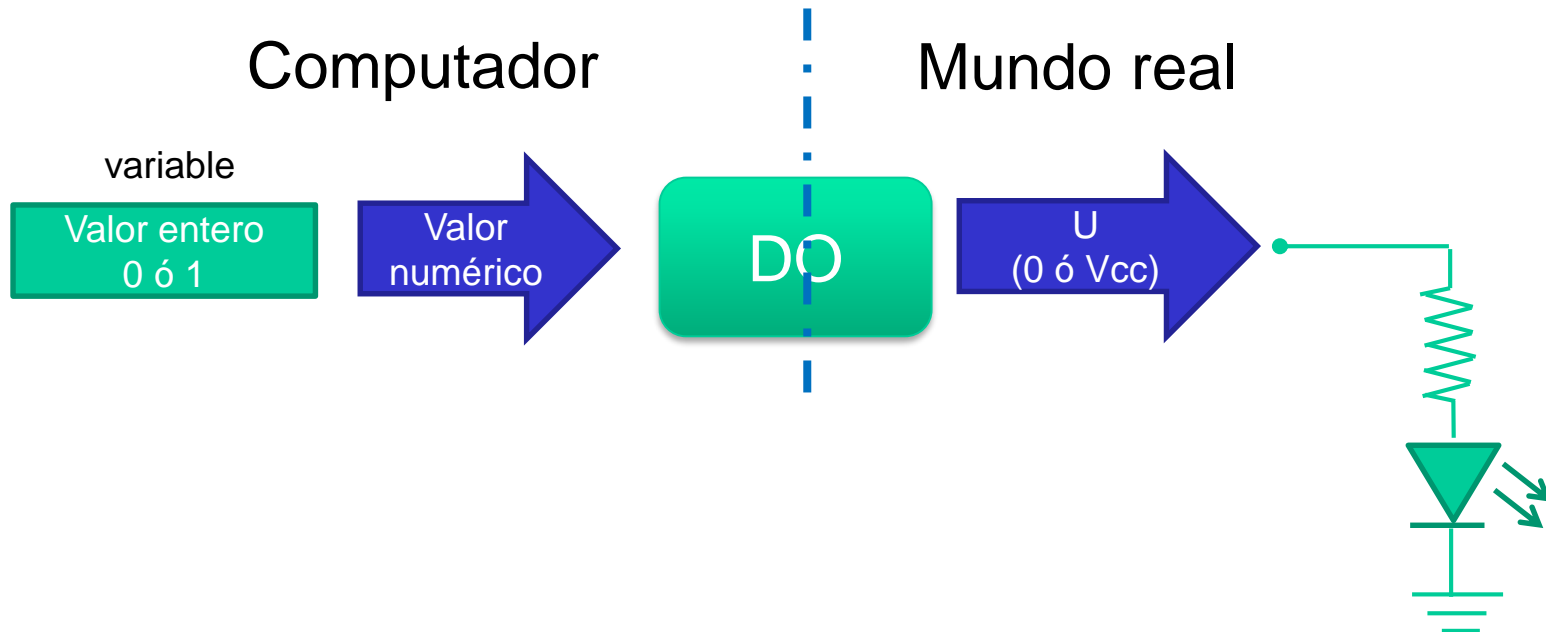 Computador
Mundo real
variable
Valor entero
0 ó 1
Valor
numérico
DO
U
(0 ó Vcc)